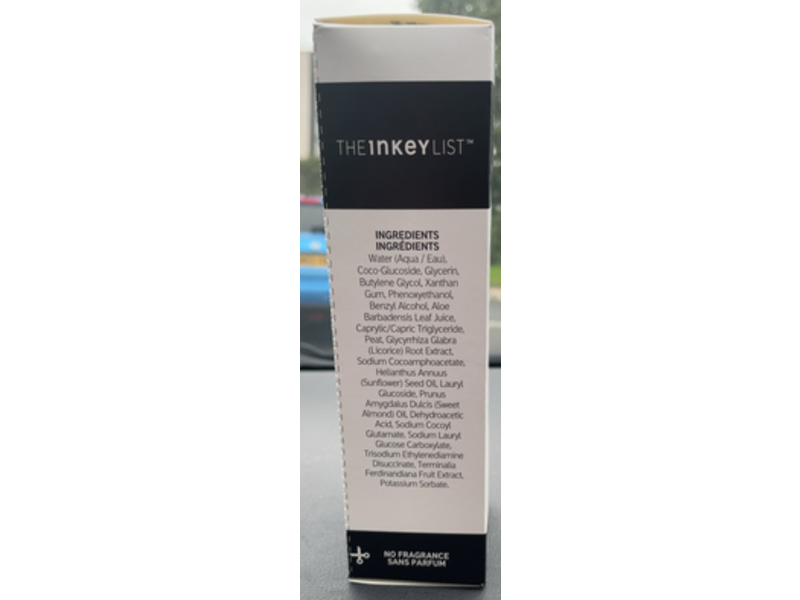 THE INKEY LIST™
INGREDIENTS
INGRÉDIENTS
Water (Aqua / Eau),
Coco-Glucoside, Glycerin,
Butylene Glycol, Xanthan
Gum, Phenoxyethanol,
Benzyl Alcohol, Aloe
Barbadensis Leaf Juice,
Caprylic/Capric Triglyceride,
Peat, Glycyrrhiza Glabra
(Licorice) Root Extract,
Sodium Cocoamphoacetate,
Helianthus Annuus
(Sunflower) Seed Oil, Lauryl
Glucoside, Prunus
Amygdalus Dulcis (Sweet
Almond) Oil, Dehydroacetic
Acid, Sodium Cocoyl
Glutamate, Sodium Lauryl
Glucose Carboxylate,
Trisodium Ethylenediamine
Disuccinate, Terminalia
Ferdinandiana Fruit Extract,
Potassium Sorbate.
NO FRAGRANCE
SANS PARFUM